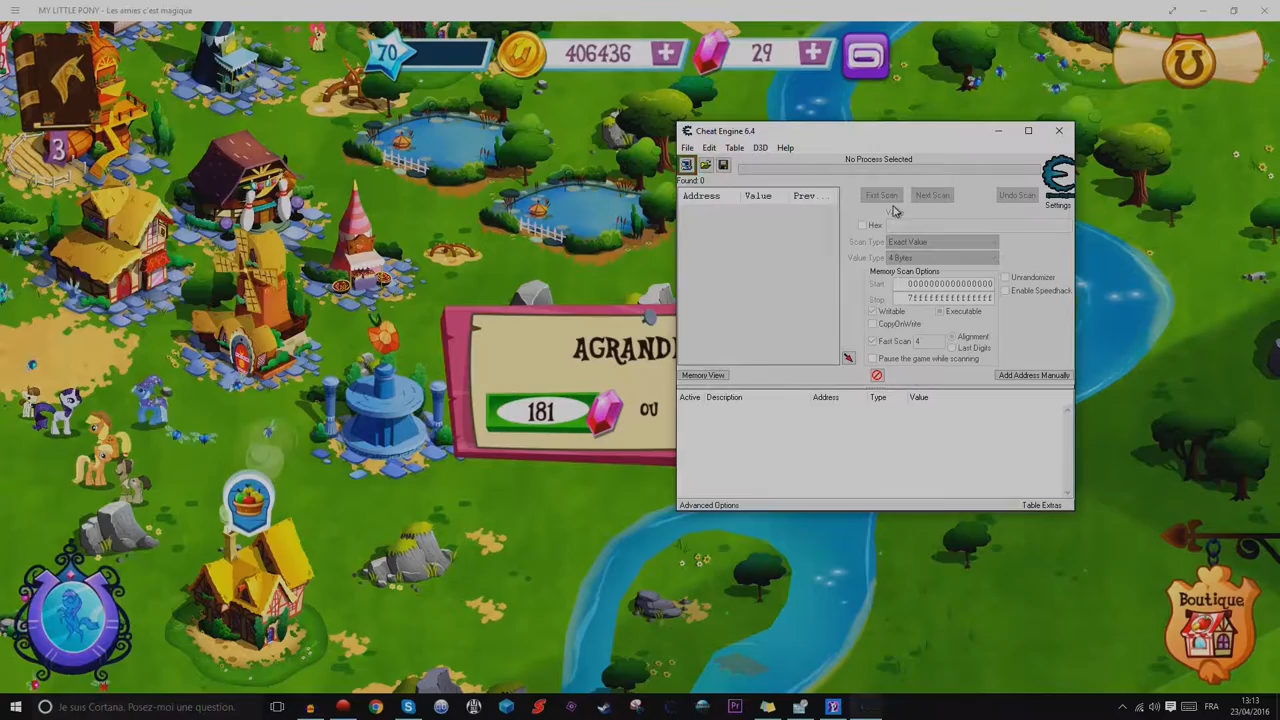 MY LITTLE PONY - Les amies c'est magique
70
406436
29
3
Cheat Engine 6.4
File Edit Table D3D Help
No Process Selected
Found: 0
Address Value Prev...
First Scan Next Scan Undo Scan
Settings
Hex
Scan Type Exact Value
Value Type 4 Bytes
Memory Scan Options
Unrandomizer
Start 0000000000000000
Enable Speedhack
Stop 7fffffffffffffff
Writable Executable
CopyOnWrite
Fast Scan 4 Alignment
Last Digits
Pause the game while scanning
Memory View Add Address Manually
Active Description Address Type Value
Advanced Options Table Extras
181 OU
Boutique
Je suis Cortana. Posez-moi une question.
FRA
13:13
23/04/2016